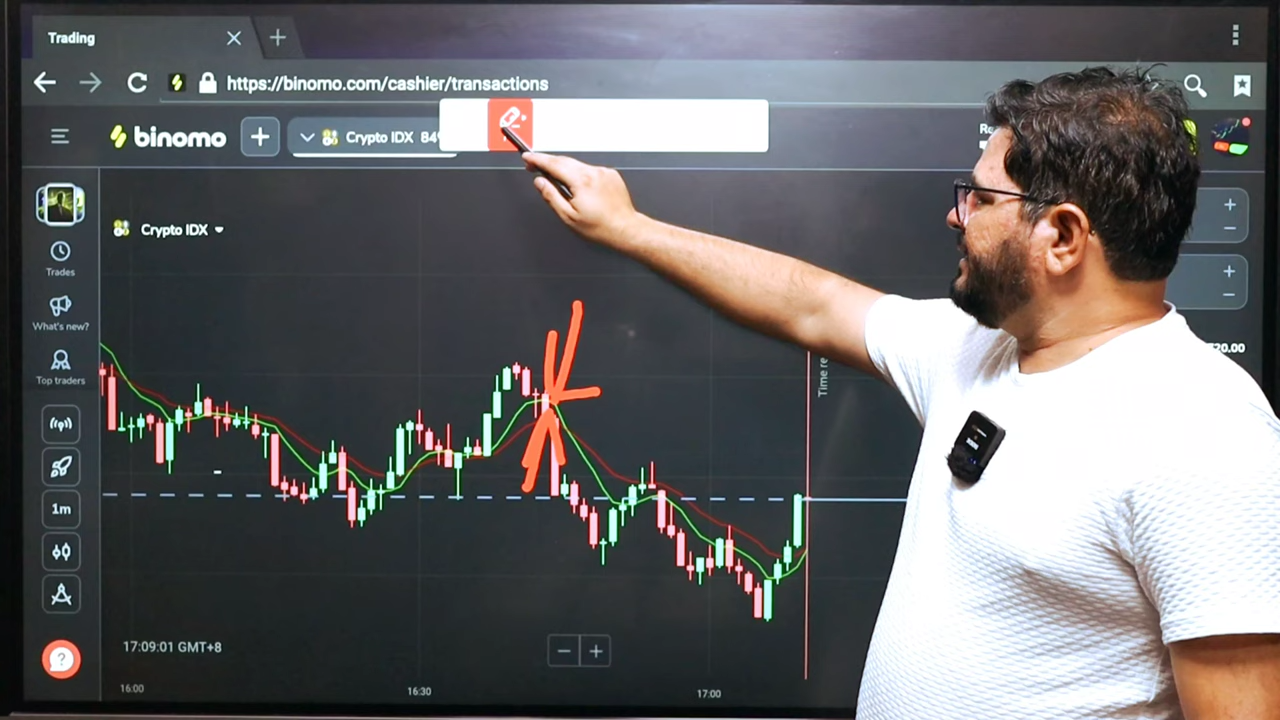 Trading
https://binomo.com/cashier/transactions
binomo
Crypto IDX 84
Crypto IDX
Trades
What's new?
Top traders
1m
17:09:01 GMT+8
16:00
16:30
17:00